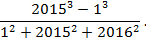 2015³ − 1³
1² + 2015² + 2016²
.